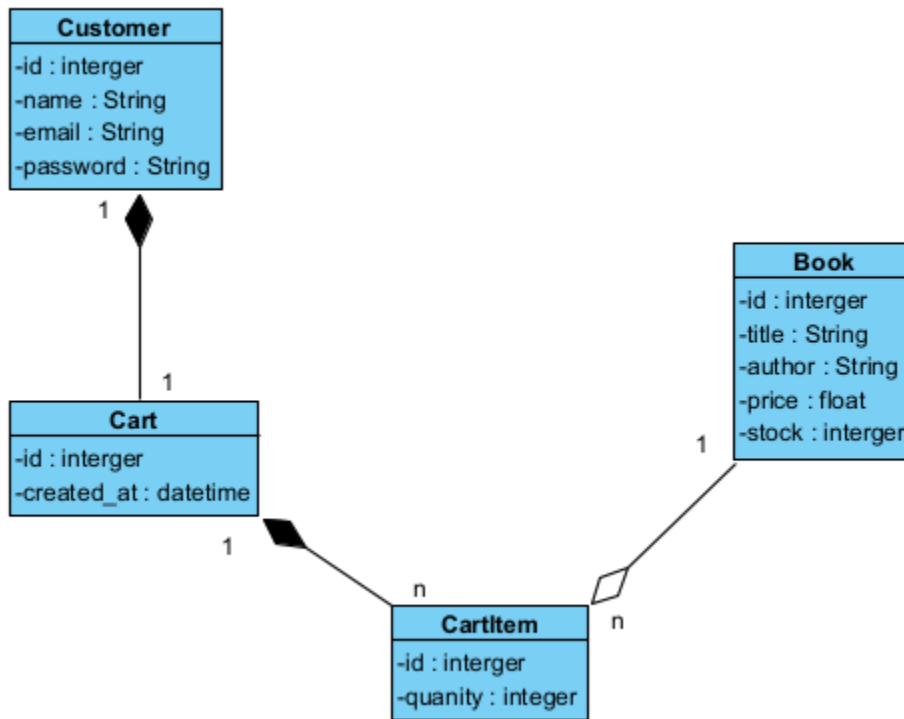 Customer
-id : interger
-name : String
-email : String
-password : String
1
1
Cart
-id : interger
-created_at : datetime
1
n
CartItem
-id : interger
-quanity : integer
n
1
Book
-id : interger
-title : String
-author : String
-price : float
-stock : interger